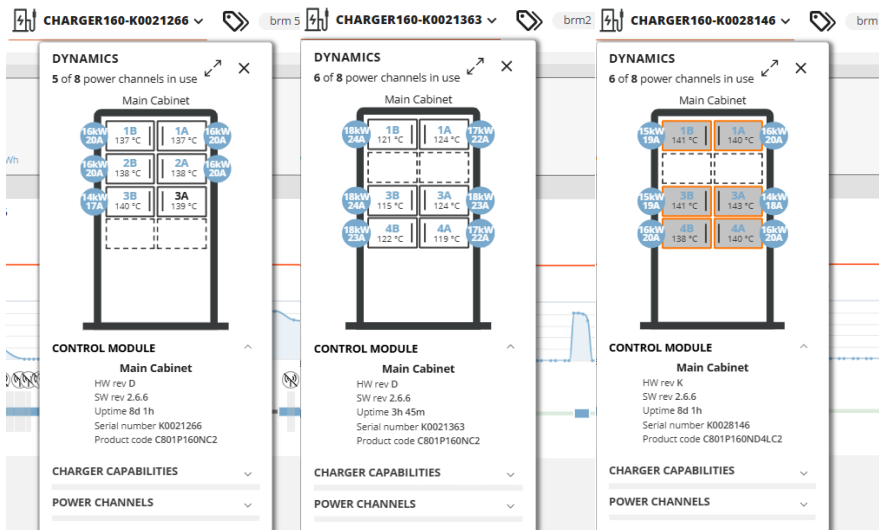 CHARGER160-K0021266
brm 5
DYNAMICS
5 of 8 power channels in use
Main Cabinet
16kW 20A
1B 137 °C
1A 137 °C
16kW 20A
16kW 20A
2B 138 °C
2A 138 °C
16kW 20A
14kW 17A
3B 140 °C
3A 139 °C
Wh
CONTROL MODULE
Main Cabinet
HW rev D
SW rev 2.6.6
Uptime 8d 1h
Serial number K0021266
Product code C801P160NC2
CHARGER CAPABILITIES
POWER CHANNELS
CHARGER160-K0021363
brm2
DYNAMICS
6 of 8 power channels in use
Main Cabinet
18kW 24A
1B 121 °C
1A 124 °C
17kW 22A
18kW 24A
3B 115 °C
3A 124 °C
18kW 23A
18kW 23A
4B 122 °C
4A 119 °C
17kW 22A
CONTROL MODULE
Main Cabinet
HW rev D
SW rev 2.6.6
Uptime 3h 45m
Serial number K0021363
Product code C801P160NC2
CHARGER CAPABILITIES
POWER CHANNELS
CHARGER160-K0028146
brm
DYNAMICS
6 of 8 power channels in use
Main Cabinet
15kW 19A
1B 141 °C
1A 140 °C
16kW 20A
15kW 19A
3B 141 °C
3A 143 °C
14kW 18A
16kW 20A
4B 138 °C
4A 140 °C
16kW 20A
CONTROL MODULE
Main Cabinet
HW rev K
SW rev 2.6.6
Uptime 8d 1h
Serial number K0028146
Product code C801P160ND4LC2
CHARGER CAPABILITIES
POWER CHANNELS